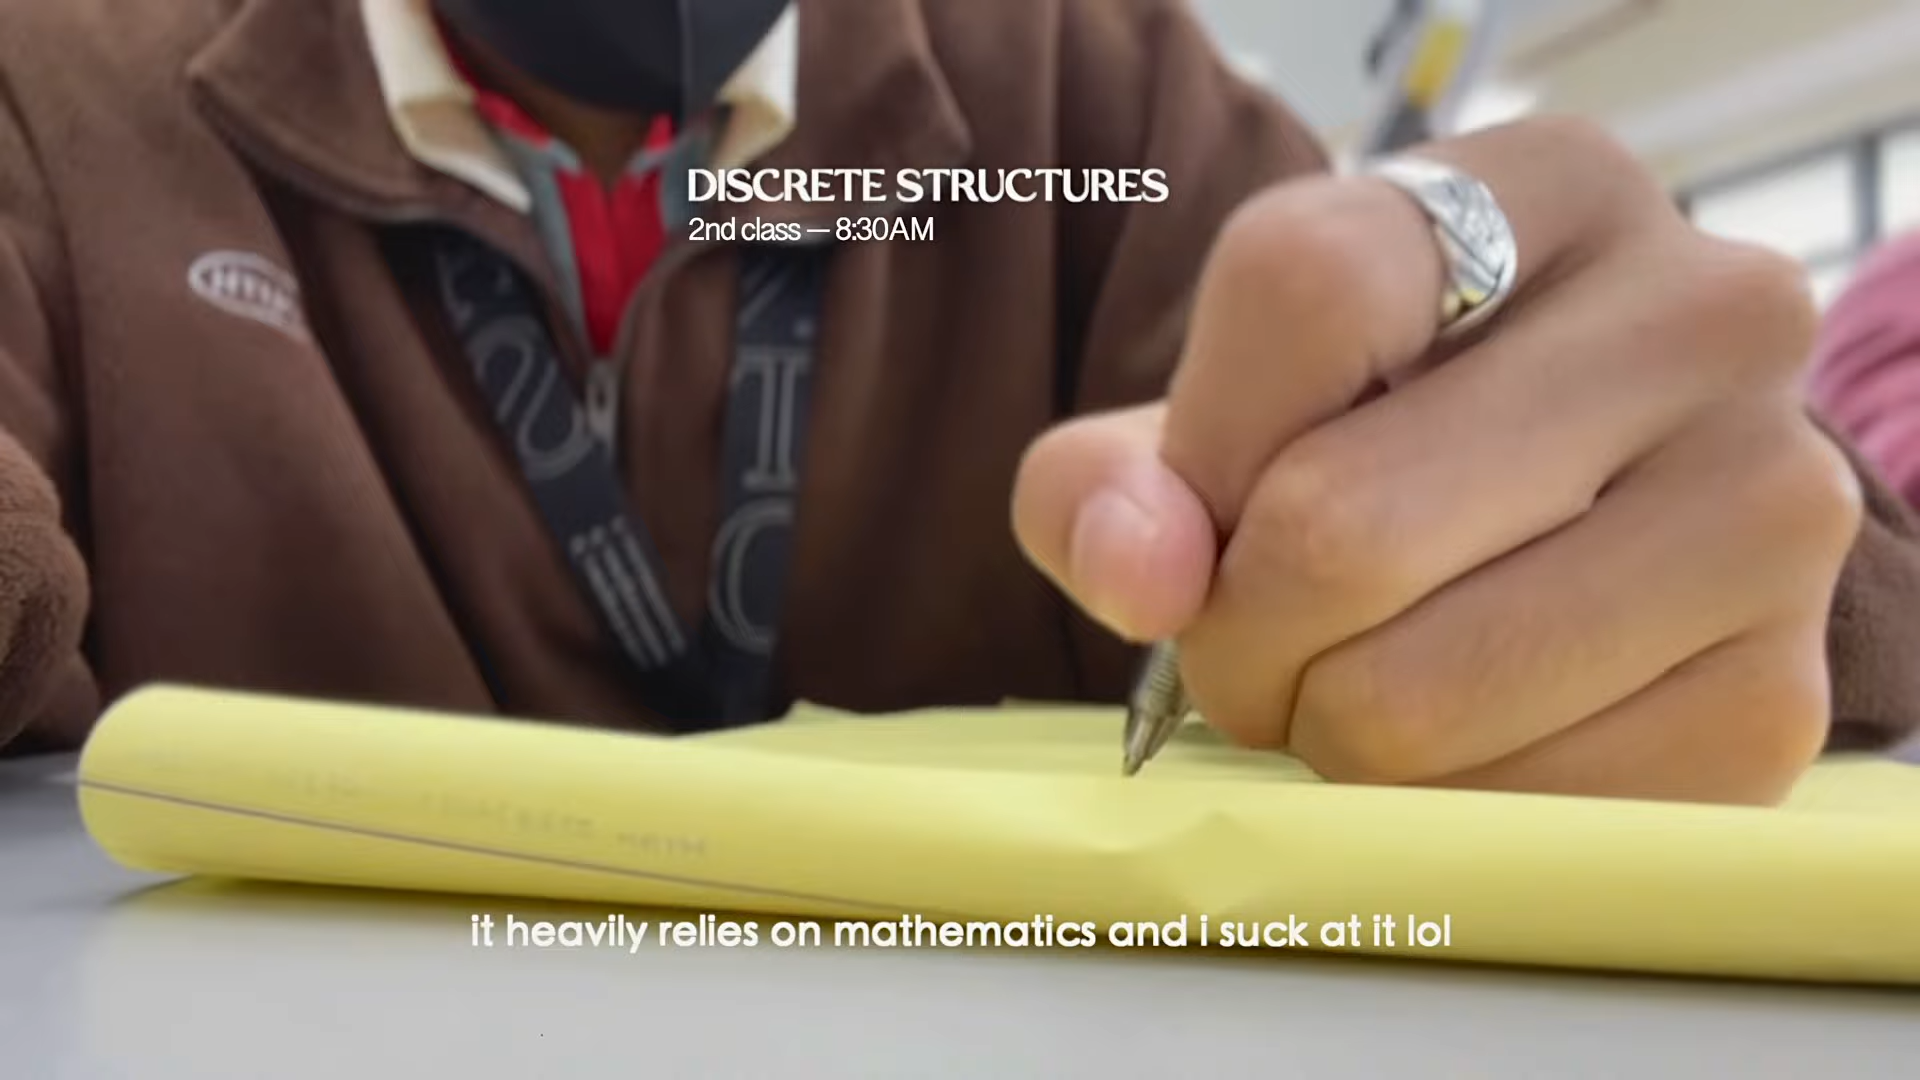 DISCRETE STRUCTURES
2nd class — 8:30AM
it heavily relies on mathematics and i suck at it lol